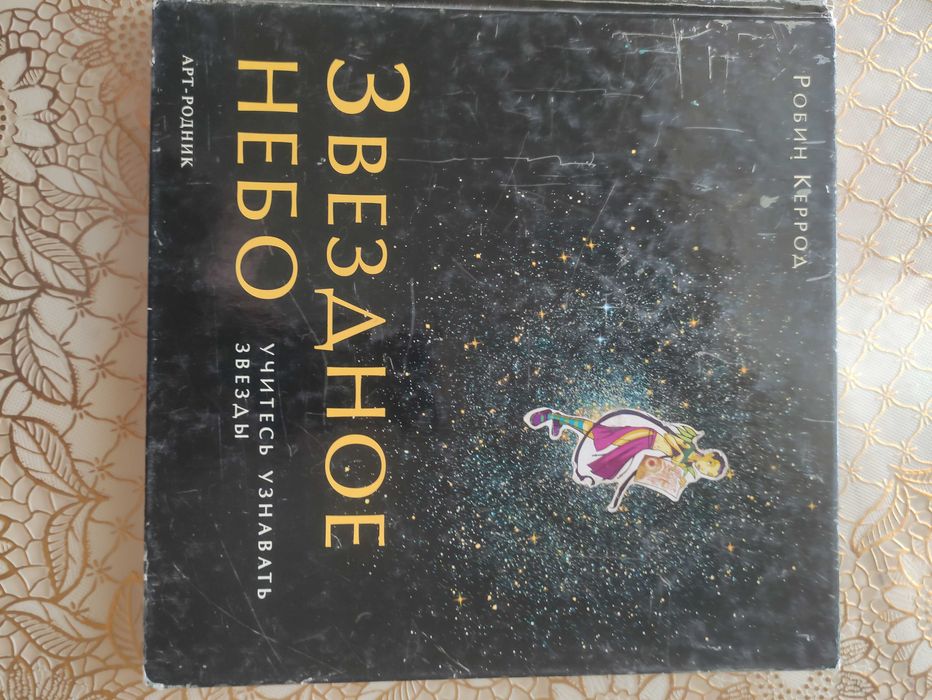 РОБИН КЕРРОД
ЗВЕЗДНОЕ
НЕБО
УЧИТЕСЬ УЗНАВАТЬ
ЗВЕЗДЫ
АРТ-РОДНИК